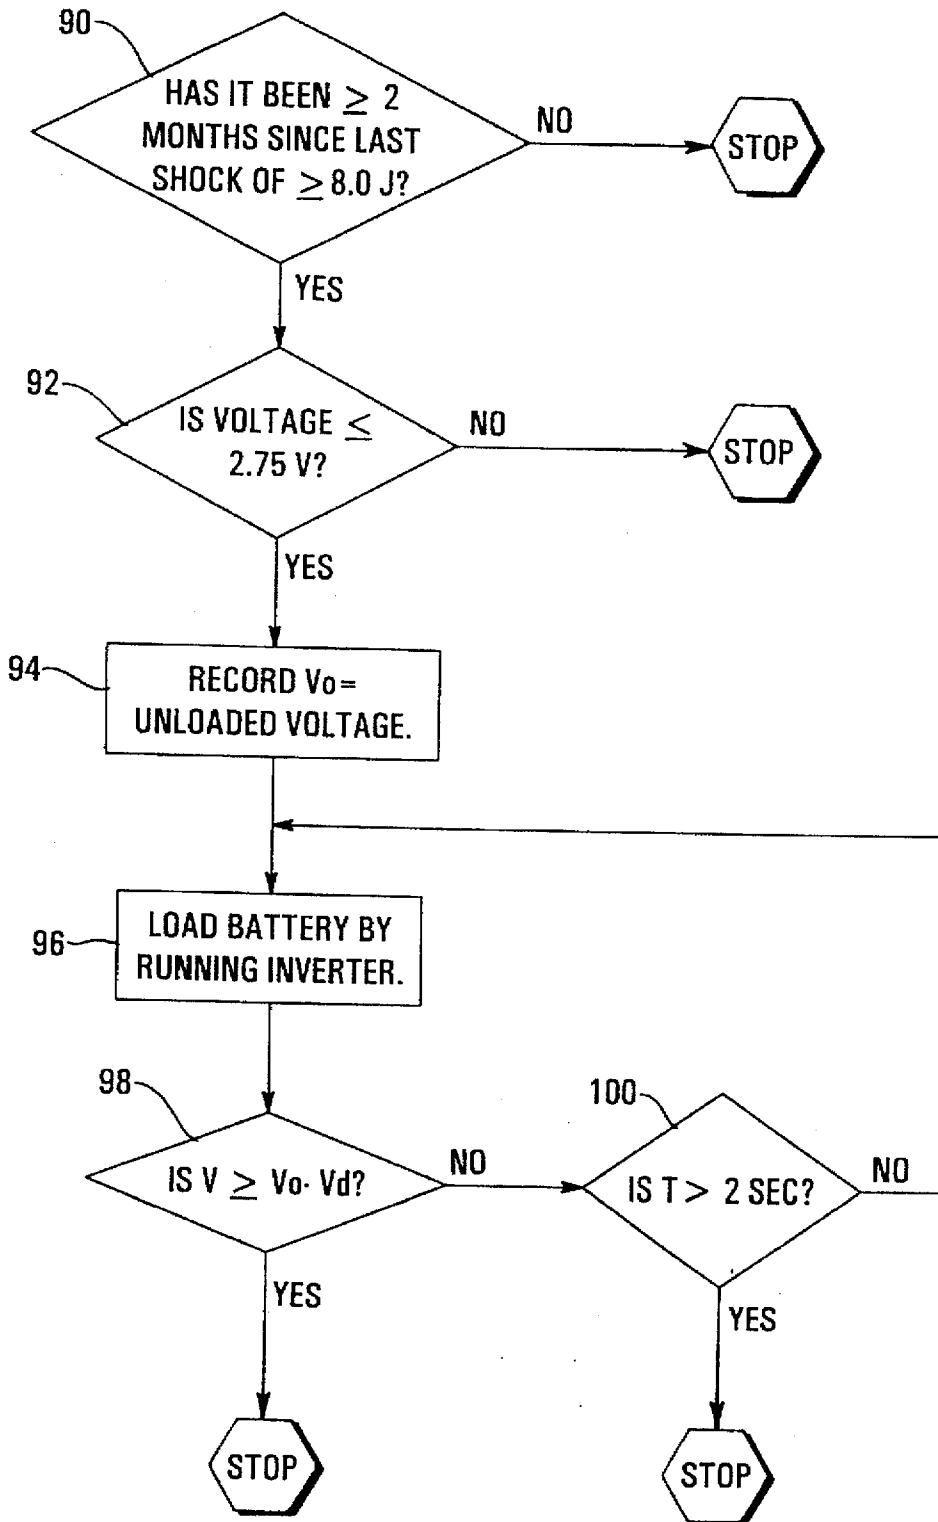 90
HAS IT BEEN ≥ 2
MONTHS SINCE LAST
SHOCK OF ≥ 8.0 J?
NO
STOP
YES
92
IS VOLTAGE ≤
2.75 V?
NO
STOP
YES
94
RECORD Vo=
UNLOADED VOLTAGE.
96
LOAD BATTERY BY
RUNNING INVERTER.
98
IS V ≥ Vo· Vd?
NO
100
IS T > 2 SEC?
NO
YES
YES
STOP
STOP